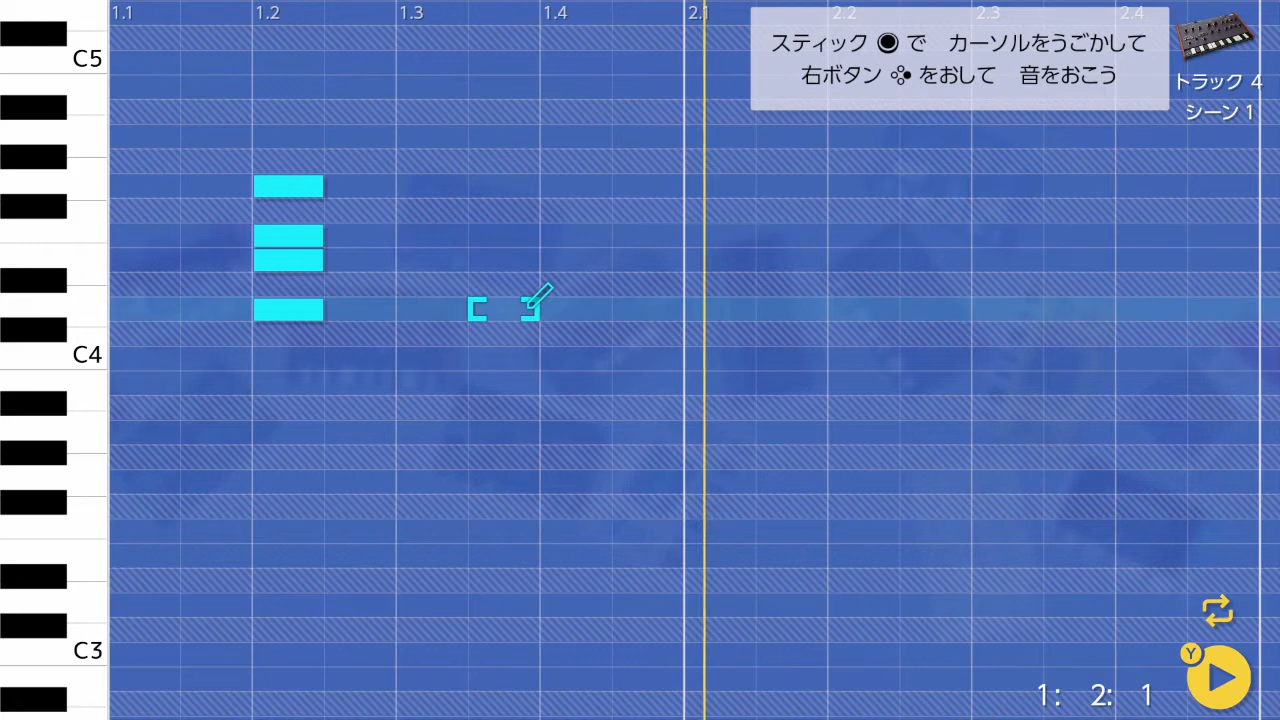 1.1 1.2 1.3 1.4 2.1 2.2 2.3 2.4
スティック で カーソルをうごかして
右ボタン をおして 音をおこう
トラック 4
シーン 1
C5
C4
C3
Y
1: 2: 1